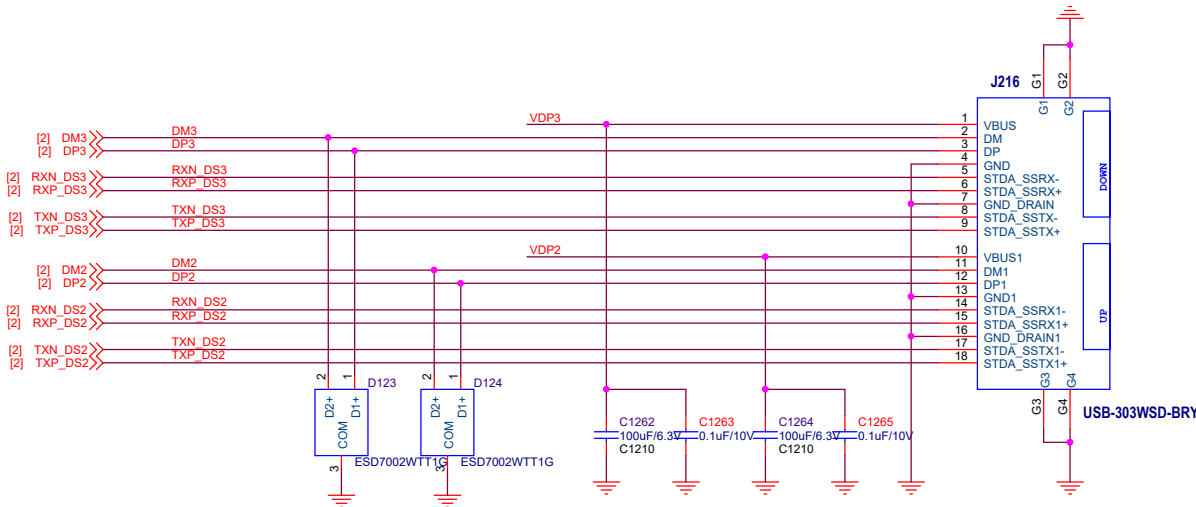 J216
G1
G2
G1
G2
VDP3
1
VBUS
[2] DM3
DM3
2
DM
[2] DP3
DP3
3
DP
4
GND
[2] RXN_DS3
RXN_DS3
5
STDA_SSRX-
[2] RXP_DS3
RXP_DS3
6
STDA_SSRX+
7
GND_DRAIN
[2] TXN_DS3
TXN_DS3
8
STDA_SSTX-
[2] TXP_DS3
TXP_DS3
9
STDA_SSTX+
DOWN
VDP2
10
VBUS1
[2] DM2
DM2
11
DM1
[2] DP2
DP2
12
DP1
13
GND1
[2] RXN_DS2
RXN_DS2
14
STDA_SSRX1-
[2] RXP_DS2
RXP_DS2
15
STDA_SSRX1+
16
GND_DRAIN1
[2] TXN_DS2
TXN_DS2
17
STDA_SSTX1-
[2] TXP_DS2
TXP_DS2
18
STDA_SSTX1+
UP
G3
G4
G3
G4
USB-303WSD-BRY
2
1
D123
D2+
D1+
COM
3
ESD7002WTT1G
2
1
D124
D2+
D1+
COM
3
ESD7002WTT1G
C1262
100uF/6.3V
C1210
C1263
0.1uF/10V
C1264
100uF/6.3V
C1210
C1265
0.1uF/10V